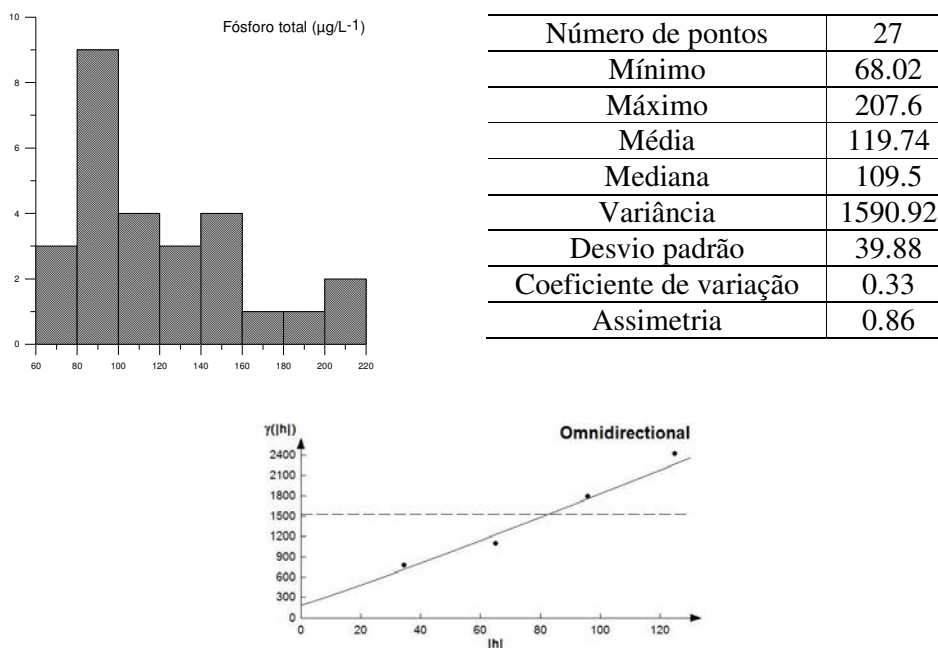 Fósforo total (µg/L-1)
10
8
6
4
2
0
60 80 100 120 140 160 180 200 220
Número de pontos 27
Mínimo 68.02
Máximo 207.6
Média 119.74
Mediana 109.5
Variância 1590.92
Desvio padrão 39.88
Coeficiente de variação 0.33
Assimetria 0.86
γ(|h|)
Omnidirectional
2400
2100
1800
1500
1200
900
600
300
0
0 20 40 60 80 100 120
|h|